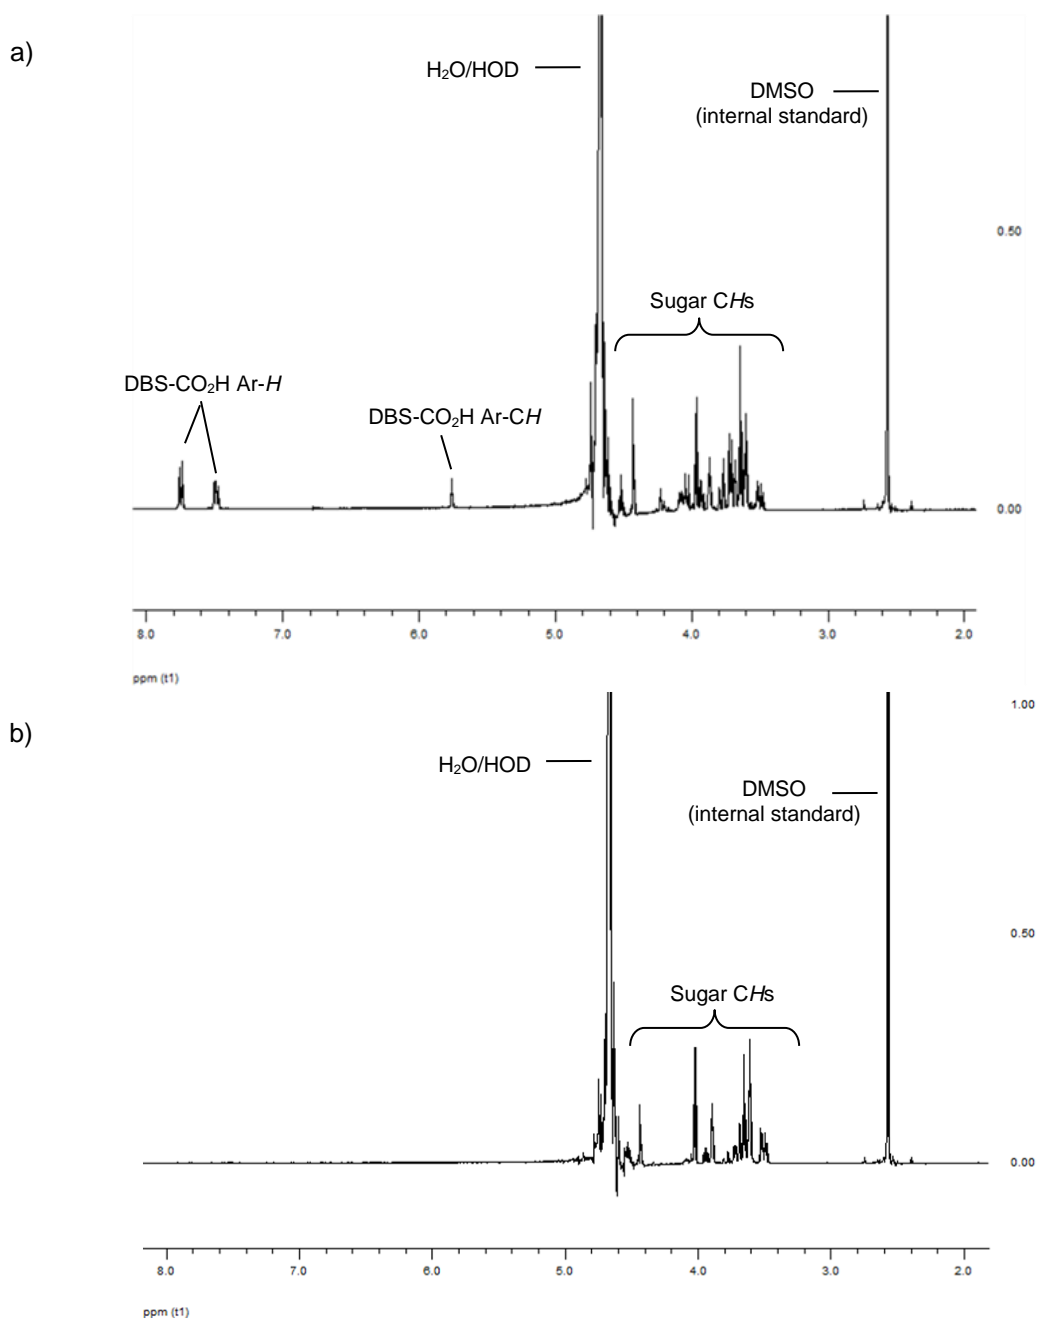 a)
H₂O/HOD
DMSO
(internal standard)
0.50
Sugar CHs
DBS-CO₂H Ar-H
DBS-CO₂H Ar-CH
0.00
8.0 7.0 6.0 5.0 4.0 3.0 2.0
ppm (t1)
1.00
b)
H₂O/HOD
DMSO
(internal standard)
0.50
Sugar CHs
0.00
8.0 7.0 6.0 5.0 4.0 3.0 2.0
ppm (t1)